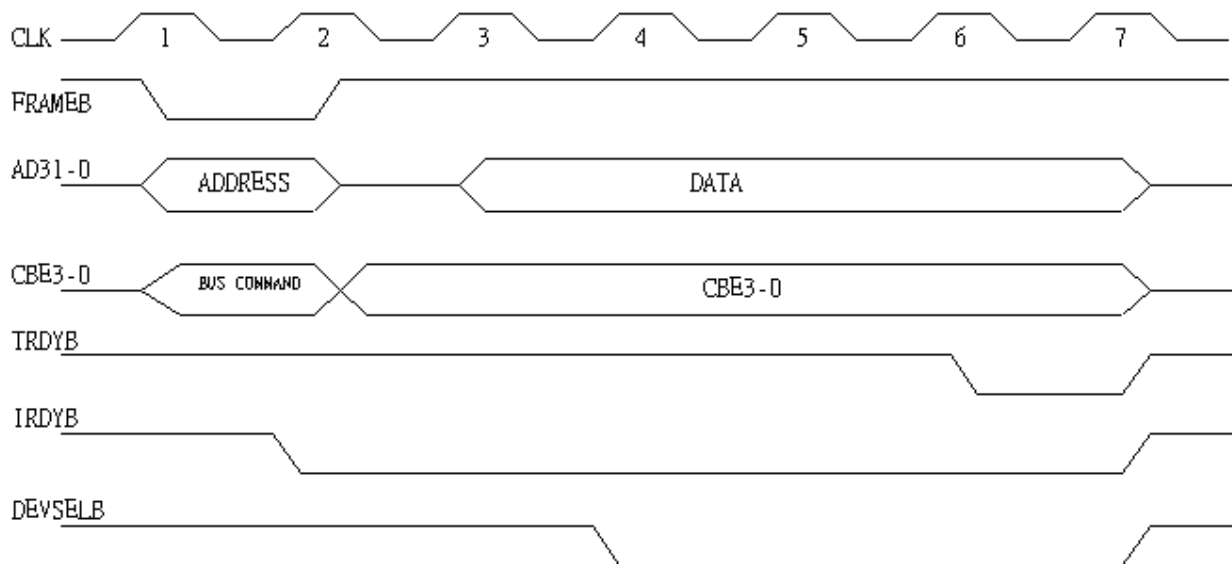 CLK 1 2 3 4 5 6 7
FRAMEB
AD31-0 ADDRESS DATA
CBE3-0 BUS COMMAND CBE3-0
TRDYB
IRDYB
DEVSELB